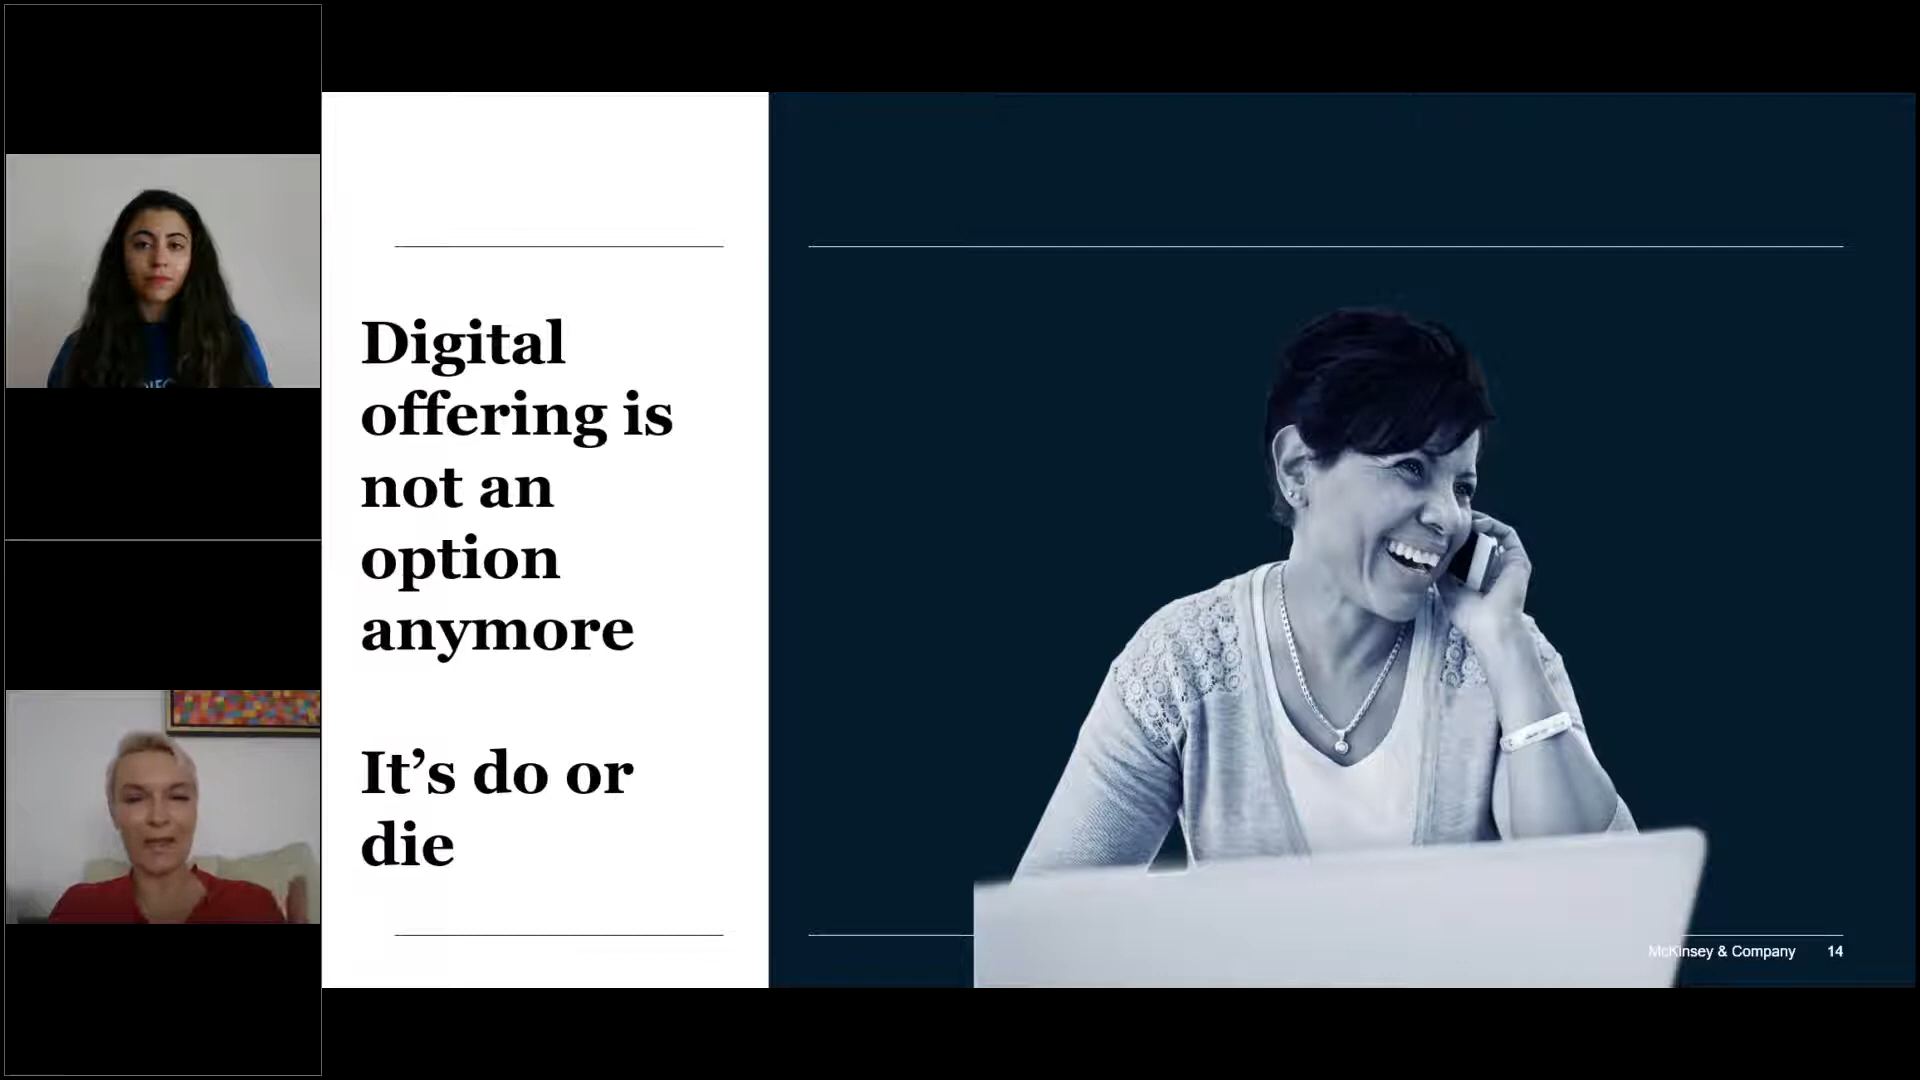 Digital
offering is
not an
option
anymore
It’s do or
die
McKinsey & Company 14